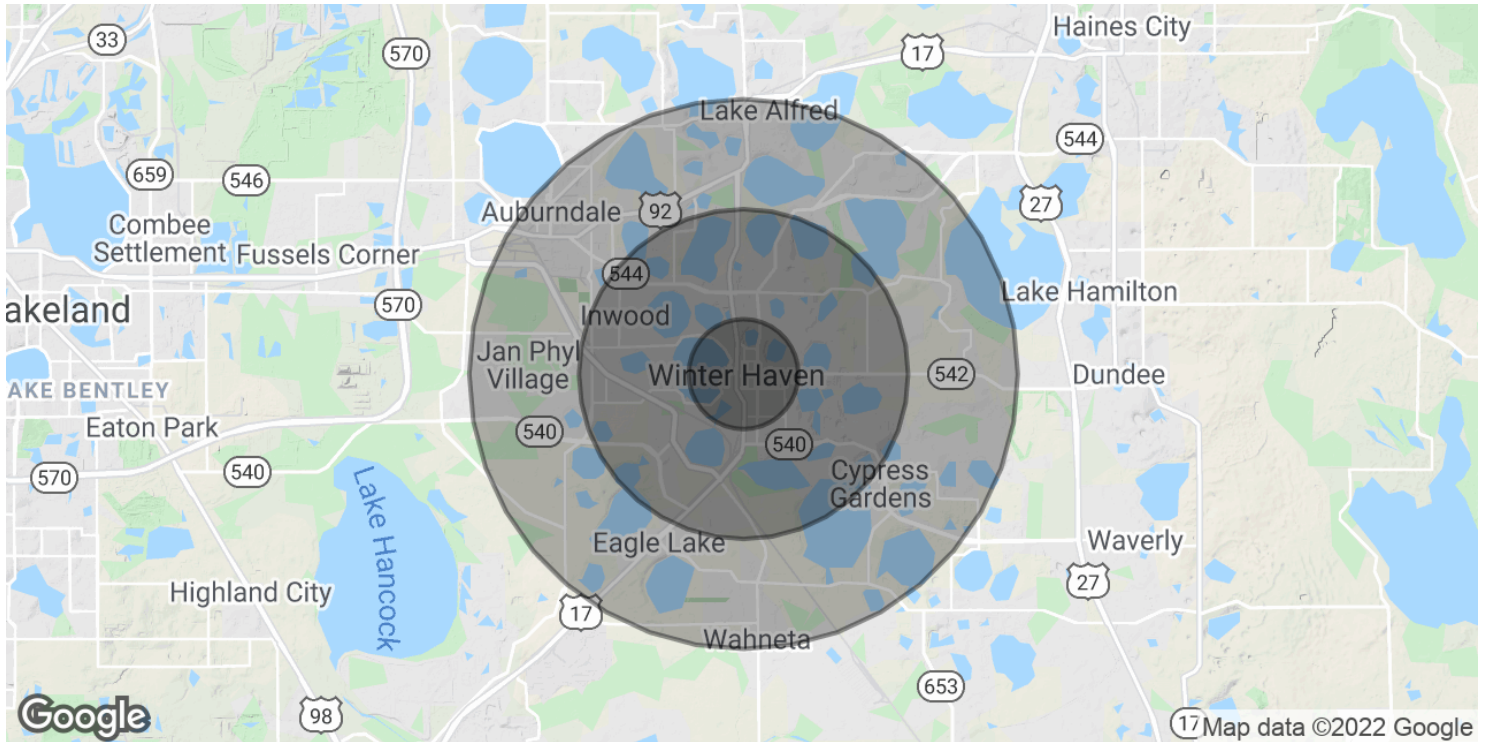 Haines City
33
570
17
Lake Alfred
544
659
546
27
Auburndale
92
Combee
Settlement
Fussels Corner
544
Lake Hamilton
570
akeland
Inwood
Jan Phyl
Village
Winter Haven
542
Dundee
AKE BENTLEY
Eaton Park
540
540
570
540
Cypress
Gardens
Lake Hancock
Eagle Lake
Waverly
27
Highland City
17
Wahneta
653
98
Google
17
Map data ©2022 Google